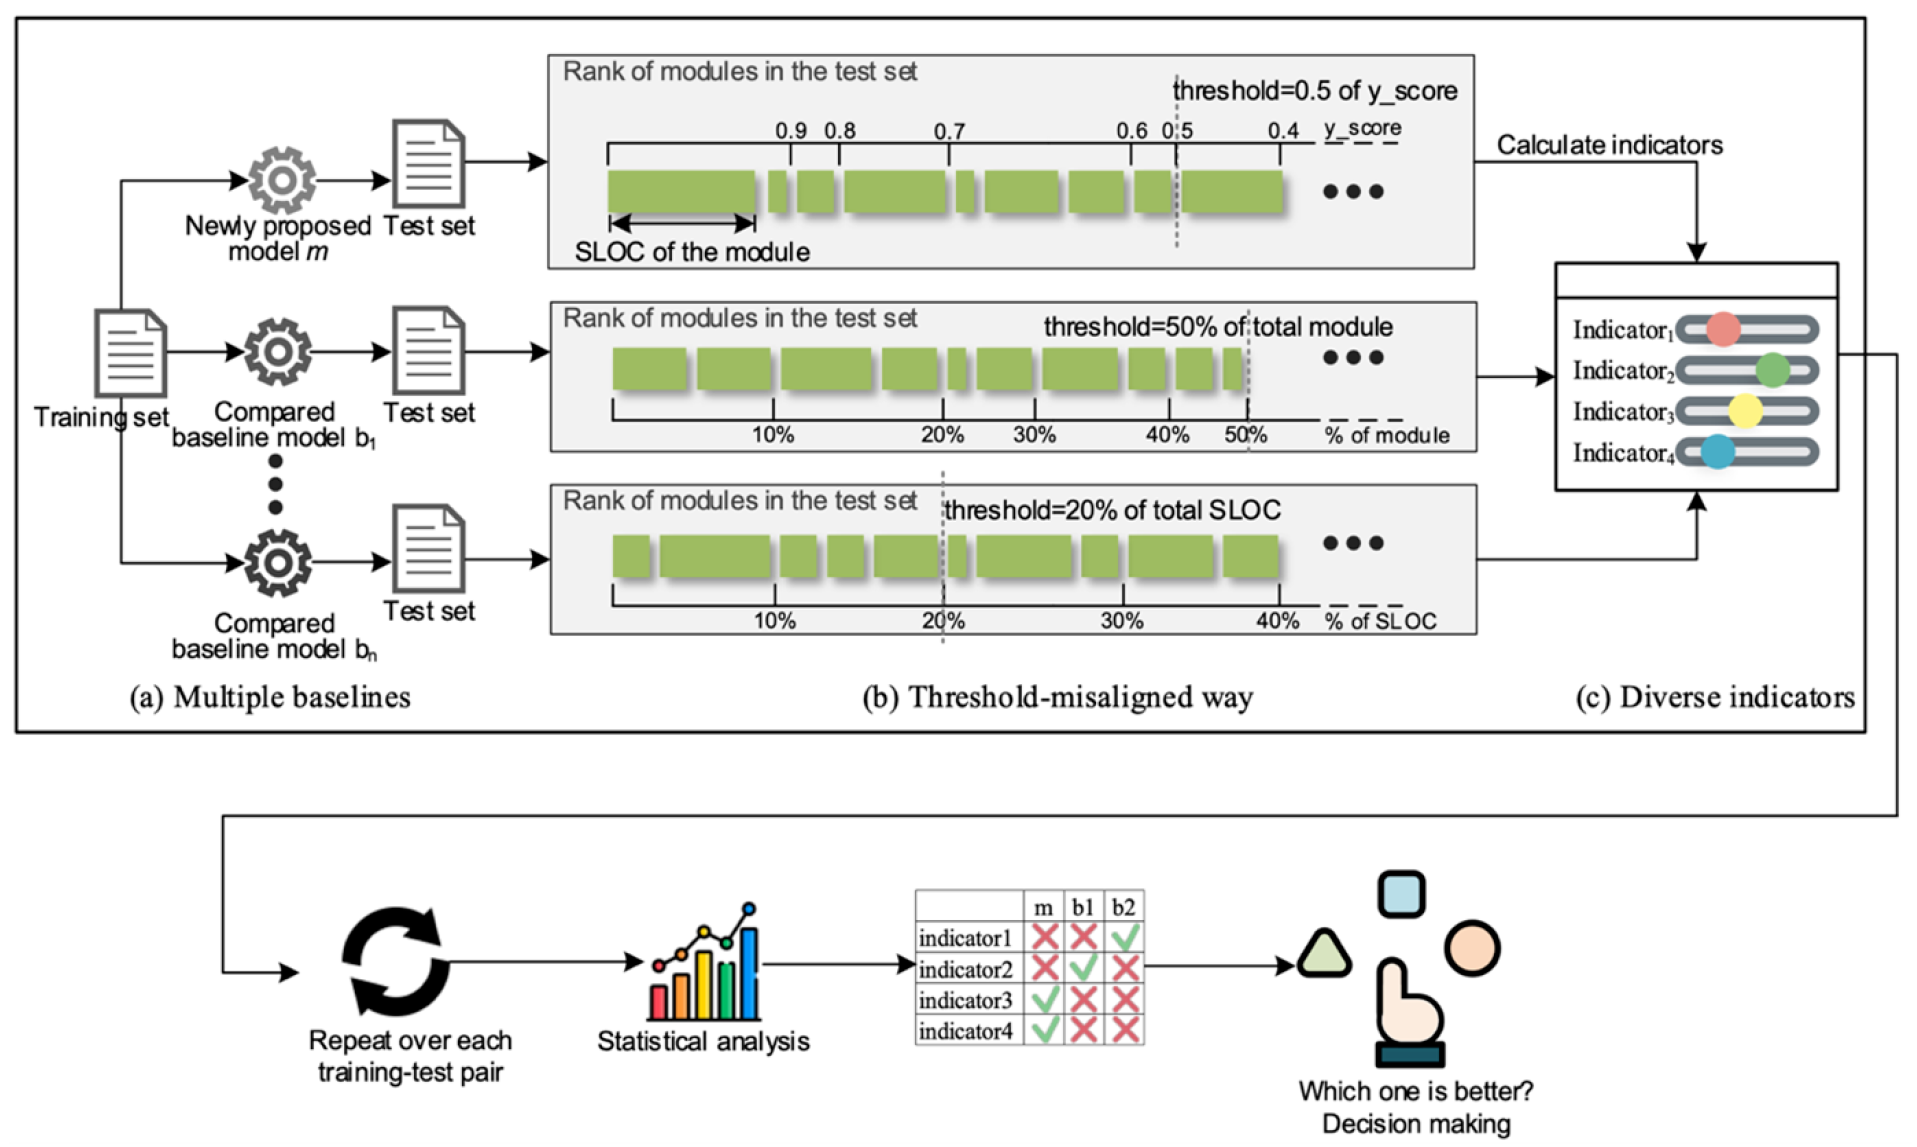 Rank of modules in the test set
threshold=0.5 of y_score
0.9 0.8 0.7 0.6 0.5 0.4 y_score
SLOC of the module
Calculate indicators
Newly proposed
model m
Test set
Training set
Rank of modules in the test set
threshold=50% of total module
10% 20% 30% 40% 50% % of module
Compared
baseline model b1
Test set
Rank of modules in the test set
threshold=20% of total SLOC
10% 20% 30% 40% % of SLOC
Compared
baseline model bn
Test set
Indicator1
Indicator2
Indicator3
Indicator4
(a) Multiple baselines
(b) Threshold-misaligned way
(c) Diverse indicators
Repeat over each
training-test pair
Statistical analysis
m b1 b2
indicator1
indicator2
indicator3
indicator4
Which one is better?
Decision making